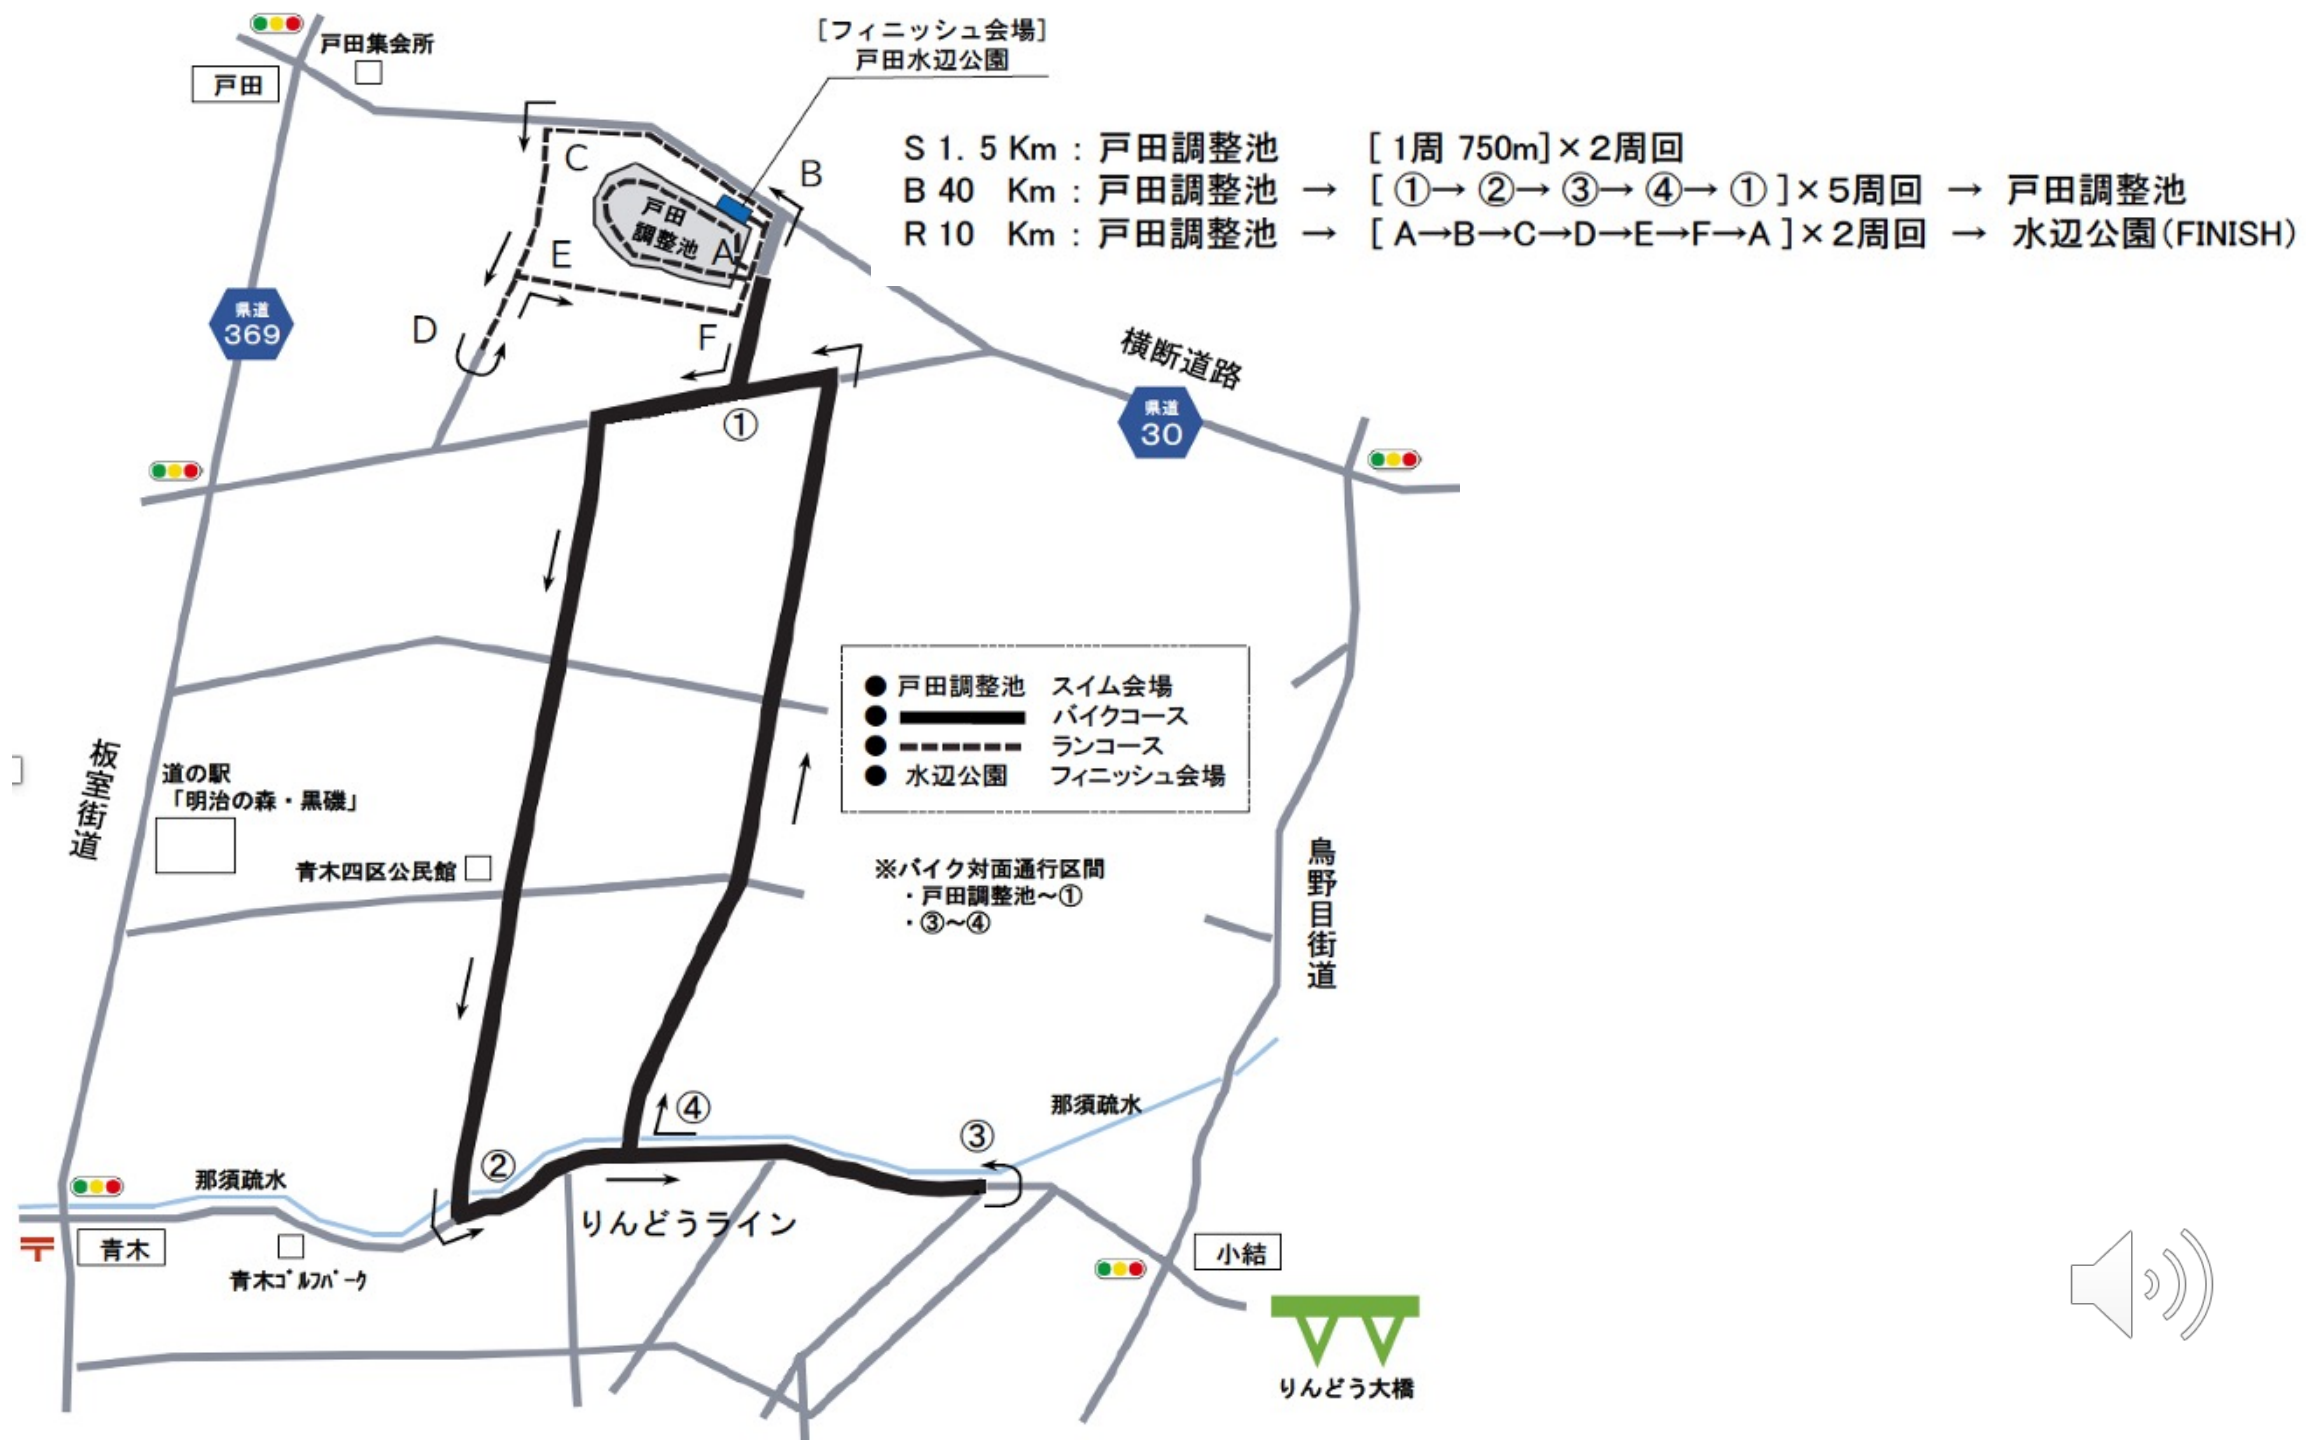 戸田集会所
戸田
[フィニッシュ会場]
戸田水辺公園
S 1. 5 Km : 戸田調整池 [ 1周 750m]×2周回
B 40 Km : 戸田調整池 → [ ①→ ②→ ③→ ④→ ① ]×5周回 → 戸田調整池
R 10 Km : 戸田調整池 → [ A→B→C→D→E→F→A ]×2周回 → 水辺公園(FINISH)
B
C
戸田
調整池
A
E
D
F
県道
369
横断道路
県道
30
①
● 戸田調整池 スイム会場
● バイクコース
● ランコース
● 水辺公園 フィニッシュ会場
板室街道
道の駅
「明治の森・黒磯」
青木四区公民館
※バイク対面通行区間
・戸田調整池~①
・③~④
鳥野目街道
④
③
②
那須疏水
那須疏水
りんどうライン
〒
青木
青木ゴルフパーク
小結
りんどう大橋